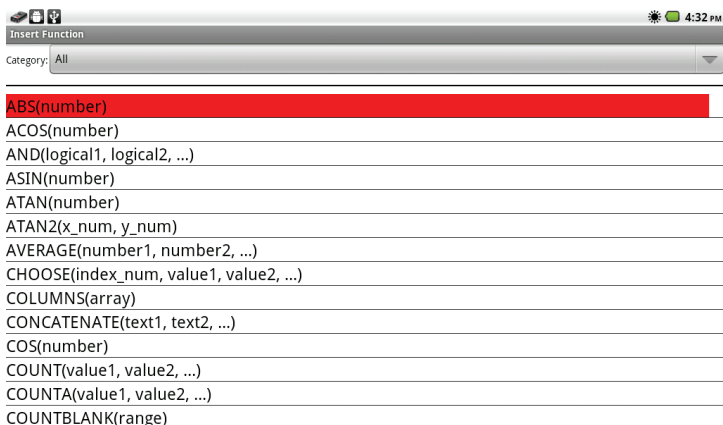 4:32 PM
Insert Function
Category: All
ABS(number)
ACOS(number)
AND(logical1, logical2, ...)
ASIN(number)
ATAN(number)
ATAN2(x_num, y_num)
AVERAGE(number1, number2, ...)
CHOOSE(index_num, value1, value2, ...)
COLUMNS(array)
CONCATENATE(text1, text2, ...)
COS(number)
COUNT(value1, value2, ...)
COUNTA(value1, value2, ...)
COUNTBLANK(range)